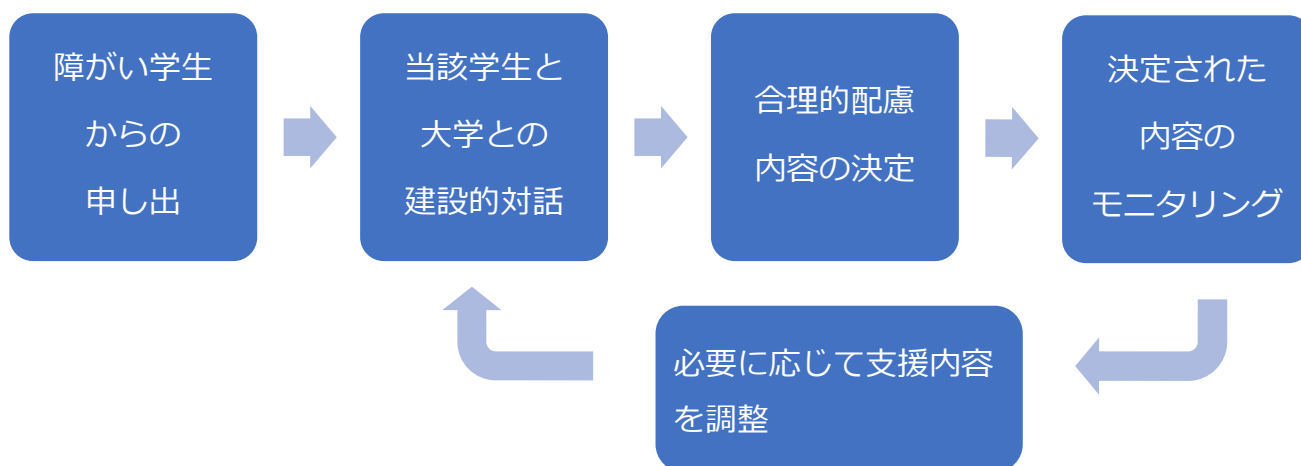 障がい学生
からの
申し出
当該学生と
大学との
建設的対話
合理的配慮
内容の決定
決定された
内容の
モニタリング
必要に応じて支援内容
を調整